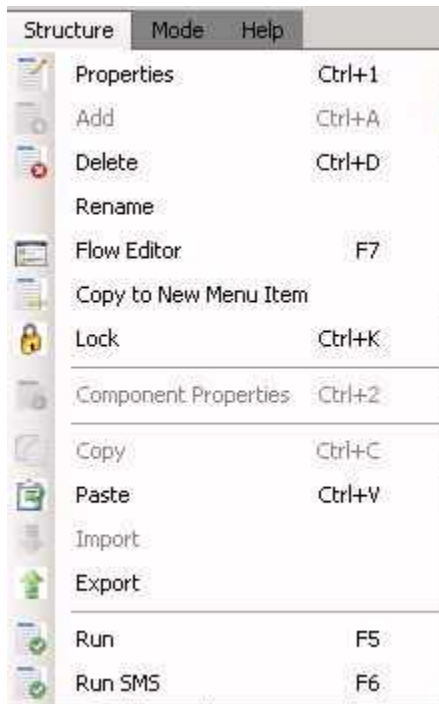 Structure Mode Help
Properties Ctrl+1
Add Ctrl+A
Delete Ctrl+D
Rename
Flow Editor F7
Copy to New Menu Item
Lock Ctrl+K
Component Properties Ctrl+2
Copy Ctrl+C
Paste Ctrl+V
Import
Export
Run F5
Run SMS F6